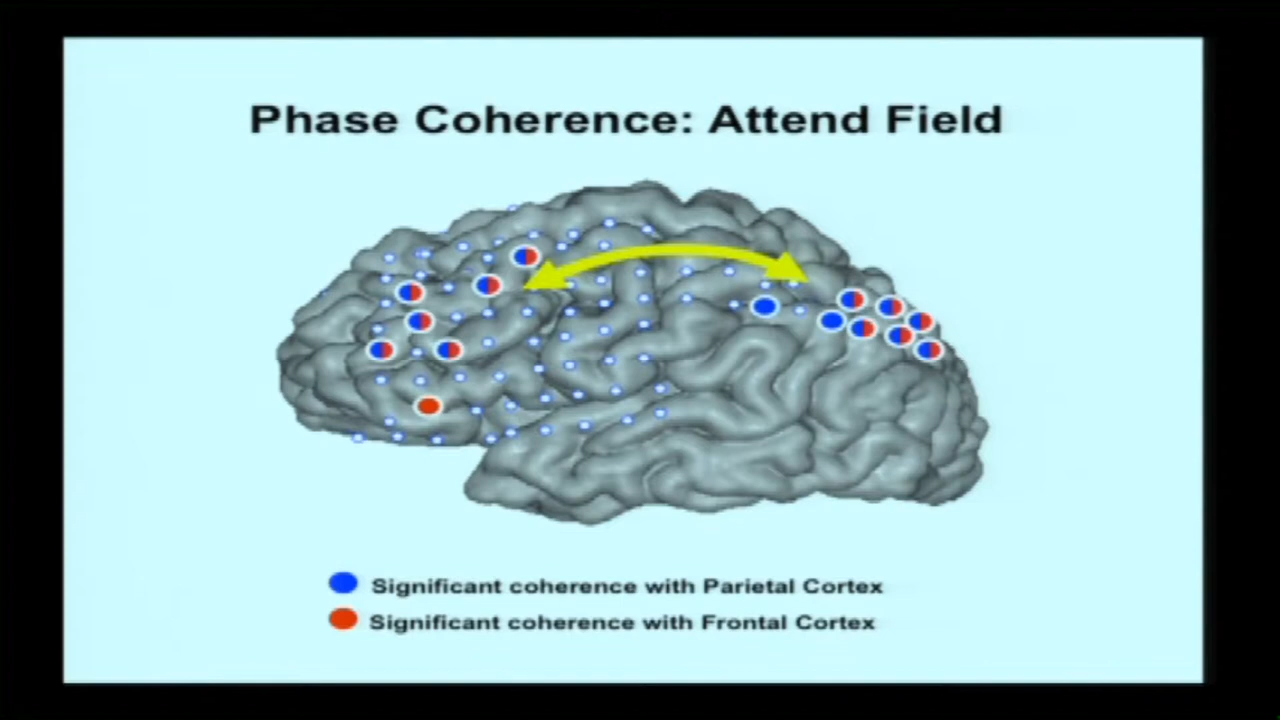 Phase Coherence: Attend Field
Significant coherence with Parietal Cortex
Significant coherence with Frontal Cortex